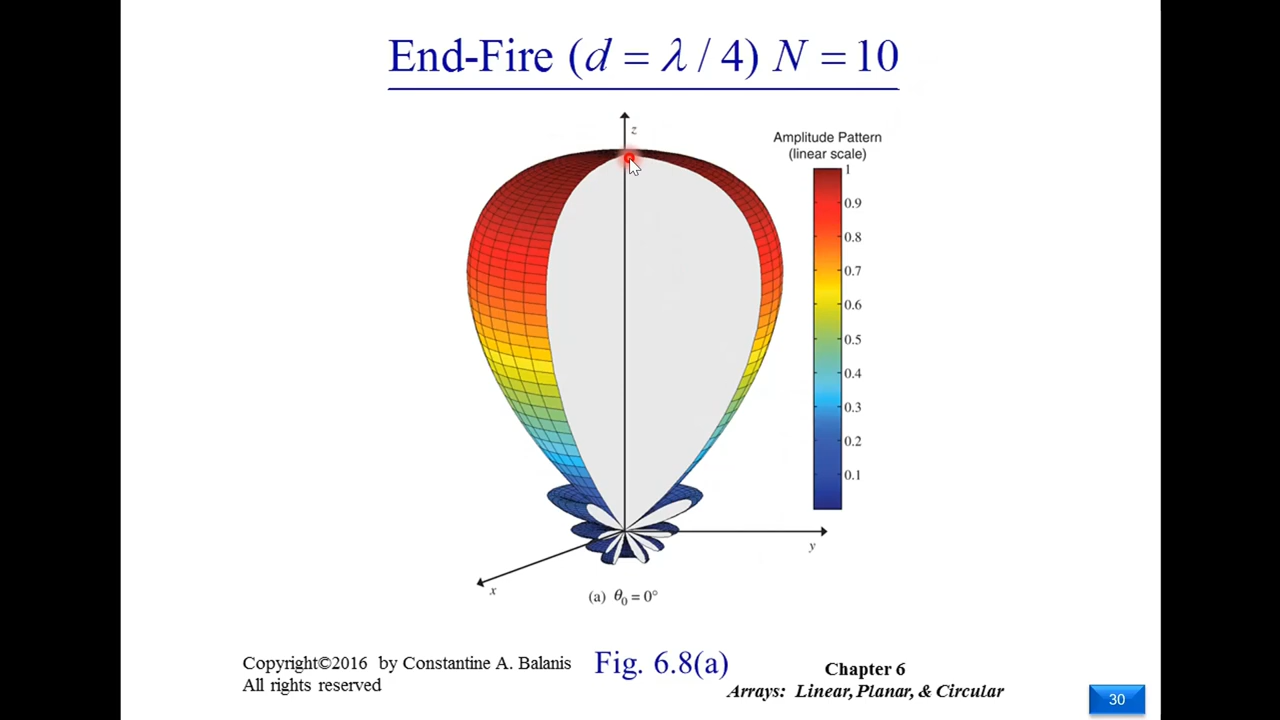 End-Fire (d = λ / 4) N = 10
z
Amplitude Pattern
(linear scale)
1
0.9
0.8
0.7
0.6
0.5
0.4
0.3
0.2
0.1
y
x
(a) θ₀ = 0°
Copyright©2016 by Constantine A. Balanis
All rights reserved
Fig. 6.8(a)
Chapter 6
Arrays: Linear, Planar, & Circular
30